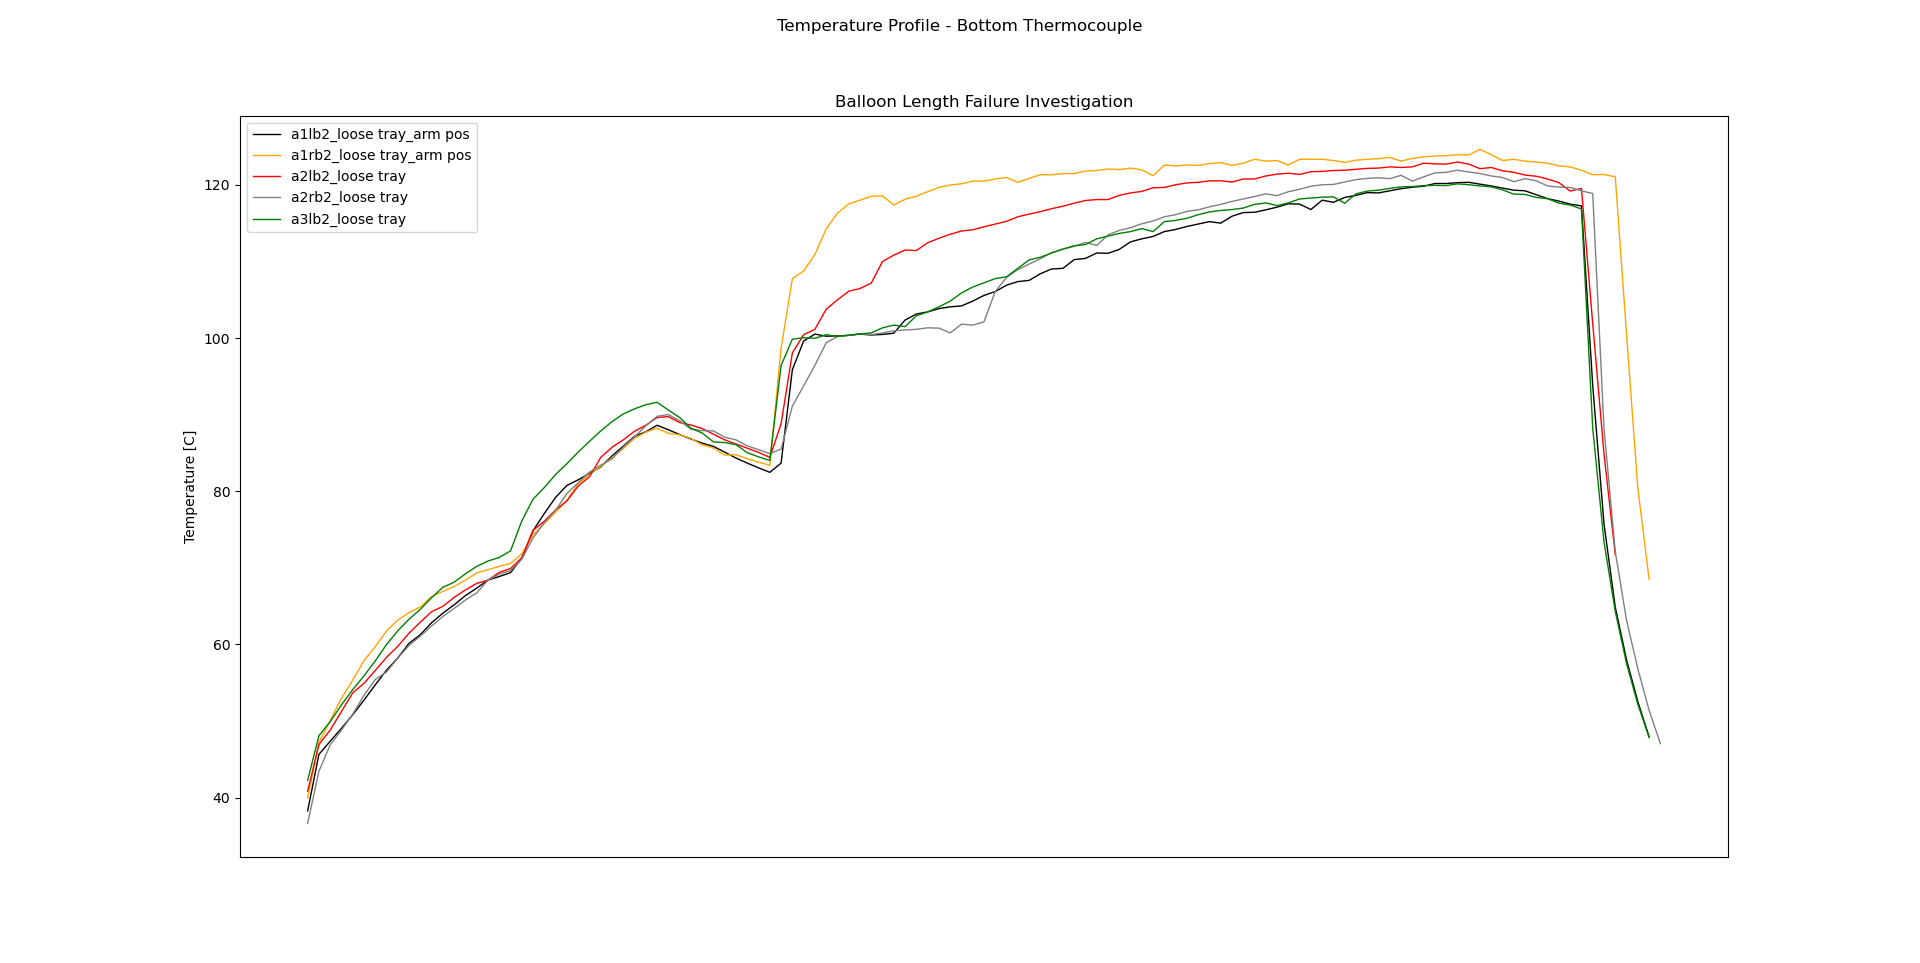 Temperature Profile - Bottom Thermocouple
Balloon Length Failure Investigation
a1lb2_loose tray_arm pos
a1rb2_loose tray_arm pos
a2lb2_loose tray
a2rb2_loose tray
a3lb2_loose tray
120
100
80
60
40
Temperature [C]